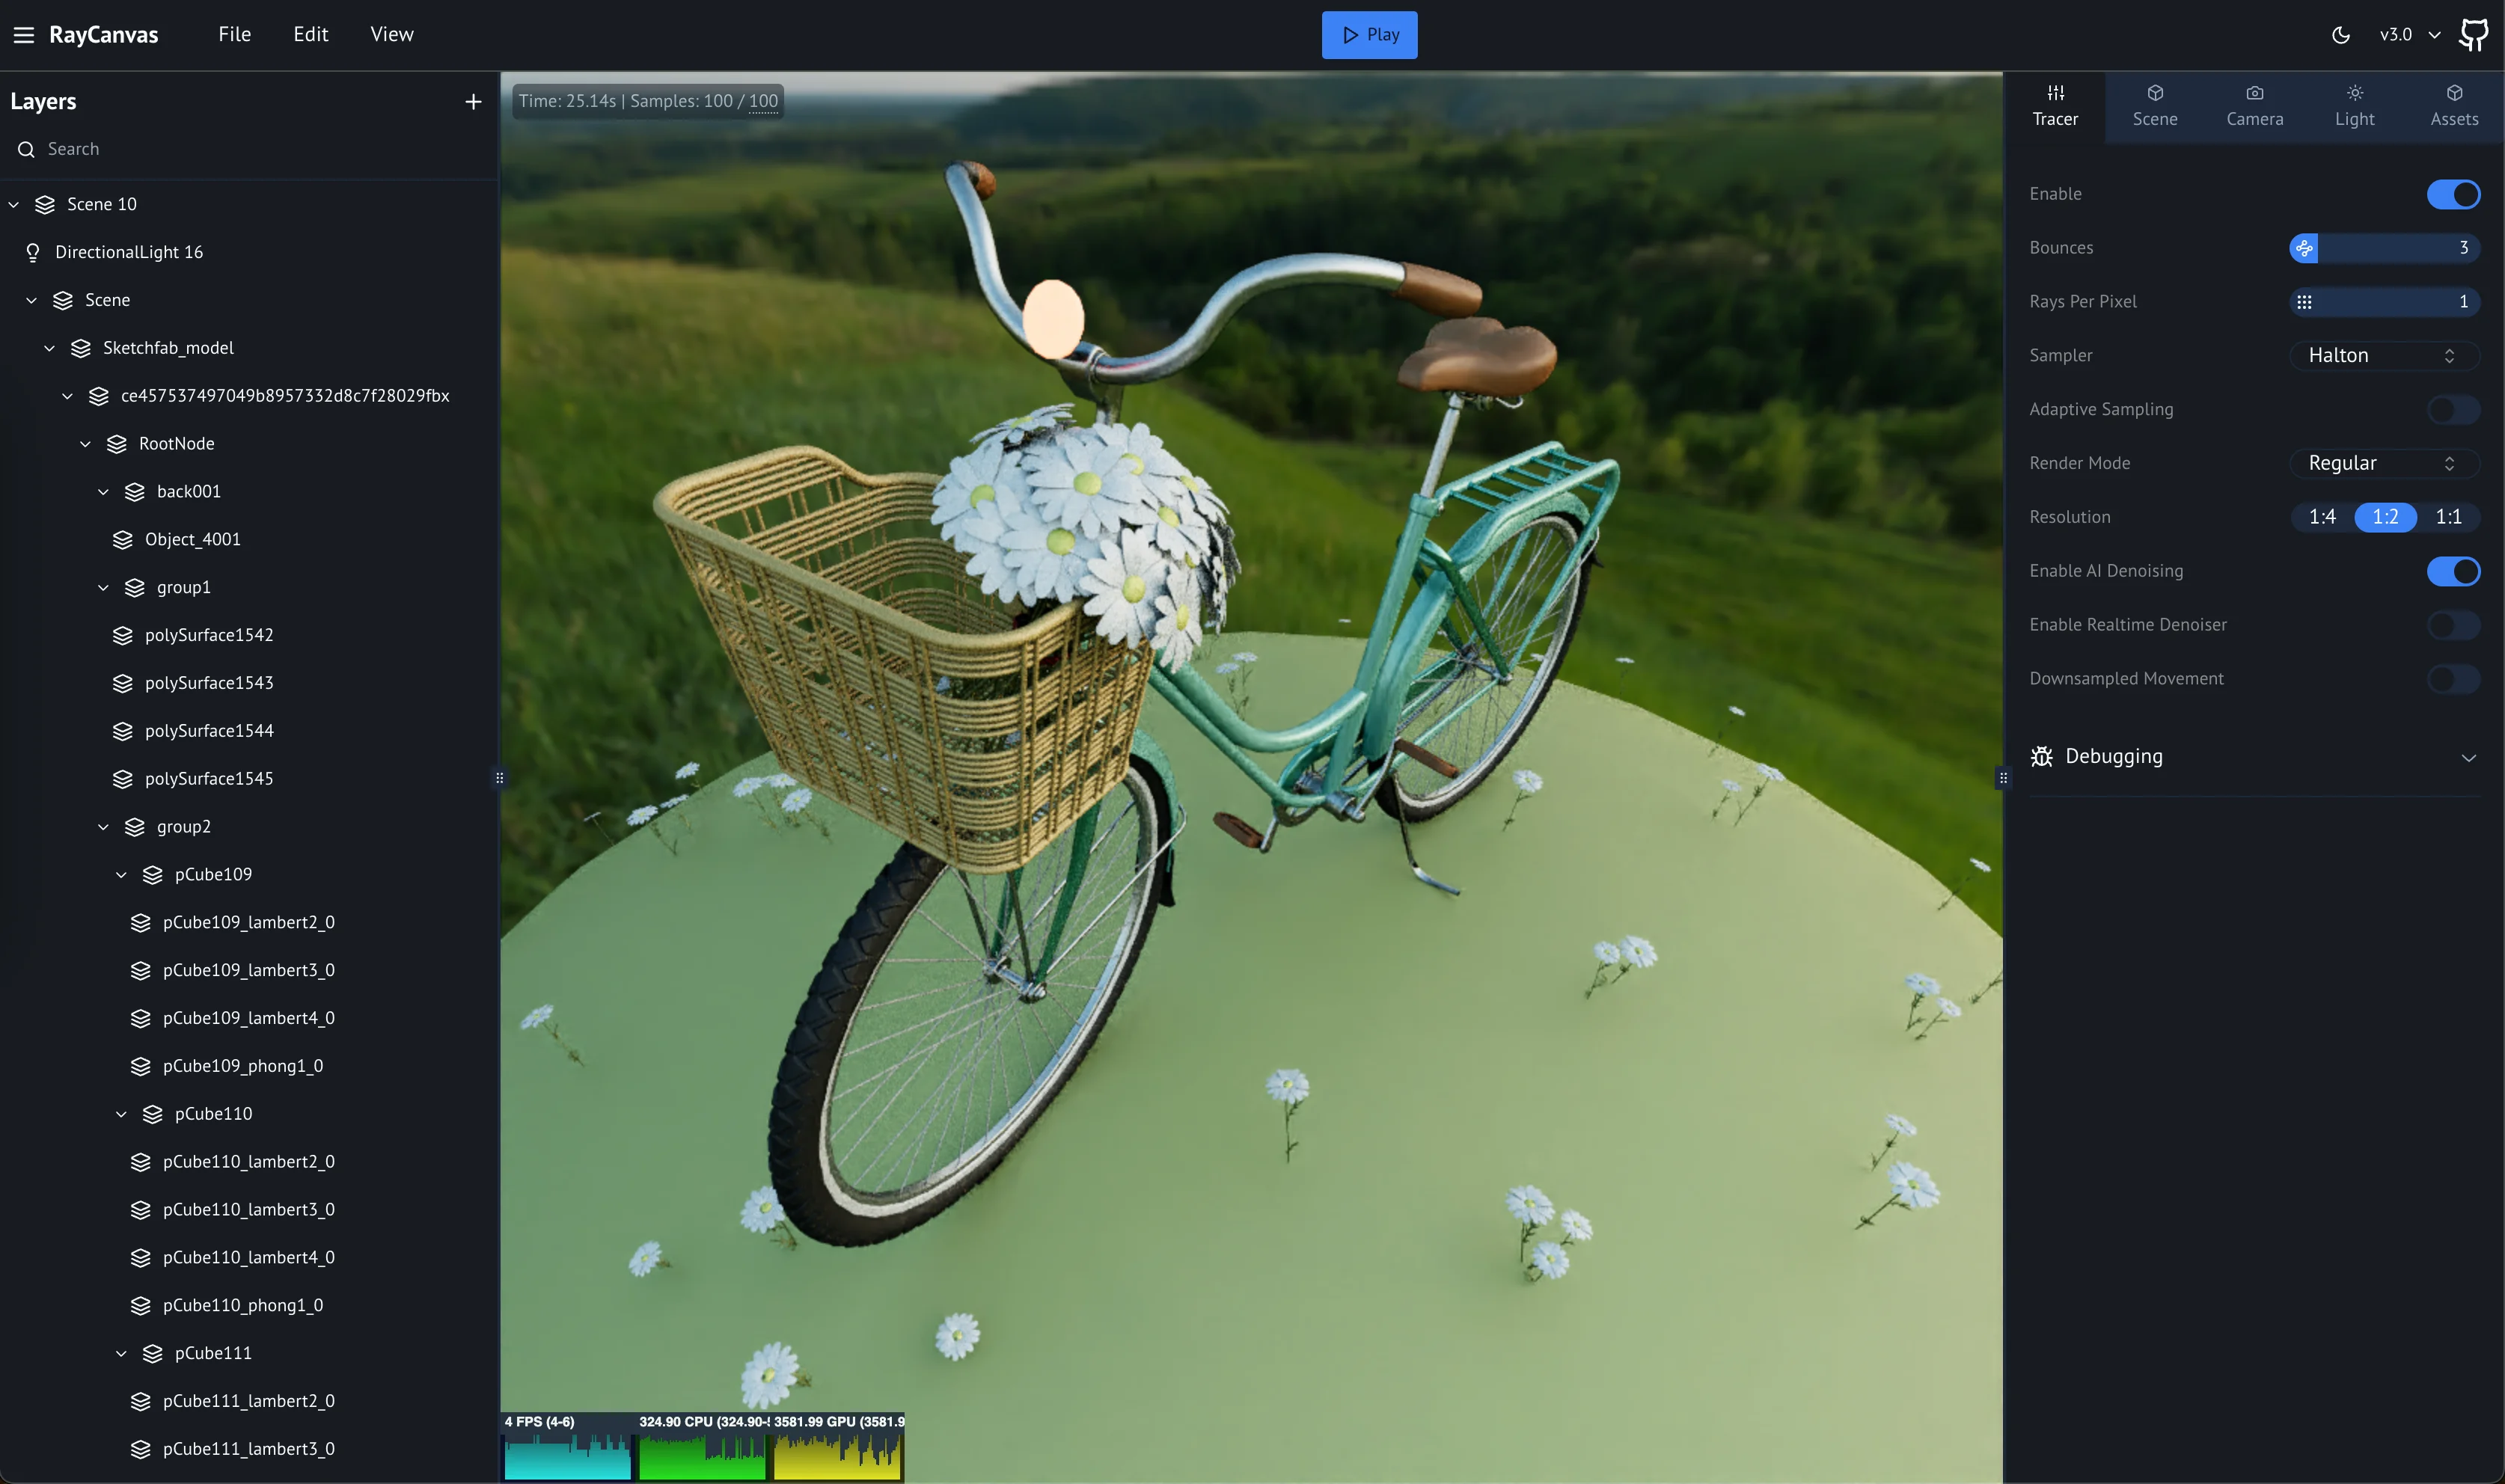 RayCanvas File Edit View Play v3.0
Layers
Search
Scene 10
DirectionalLight 16
Scene
Sketchfab_model
ce457537497049b8957332d8c7f28029fbx
RootNode
back001
Object_4001
group1
polySurface1542
polySurface1543
polySurface1544
polySurface1545
group2
pCube109
pCube109_lambert2_0
pCube109_lambert3_0
pCube109_lambert4_0
pCube109_phong1_0
pCube110
pCube110_lambert2_0
pCube110_lambert3_0
pCube110_lambert4_0
pCube110_phong1_0
pCube111
pCube111_lambert2_0
pCube111_lambert3_0
Time: 25.14s | Samples: 100 / 100
4 FPS (4-6) 324.90 CPU (324.90- 3581.99 GPU (3581.9
Tracer Scene Camera Light Assets
Enable
Bounces 3
Rays Per Pixel 1
Sampler Halton
Adaptive Sampling
Render Mode Regular
Resolution 1:4 1:2 1:1
Enable AI Denoising
Enable Realtime Denoiser
Downsampled Movement
Debugging